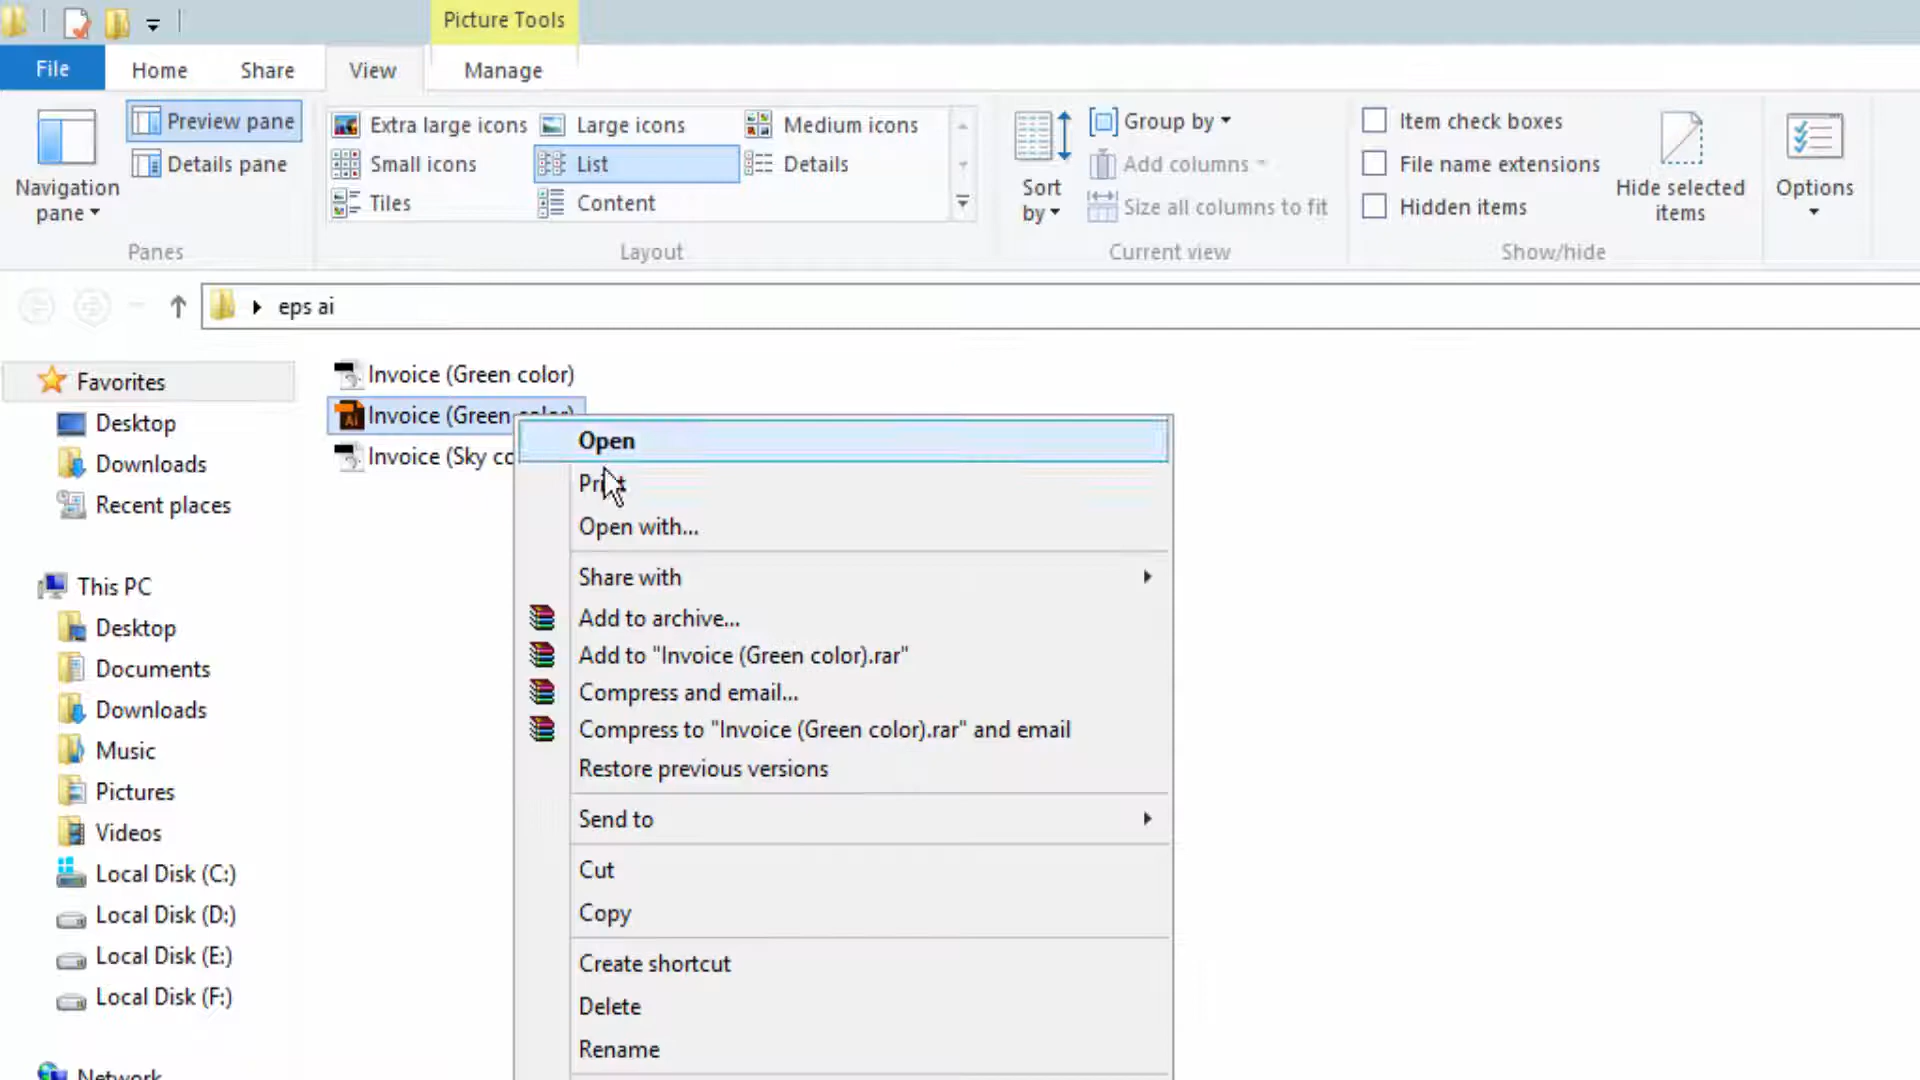 Picture Tools
File Home Share View Manage
Navigation pane
Preview pane
Details pane
Panes
Extra large icons Large icons Medium icons
Small icons List Details
Tiles Content
Layout
Sort by
Group by
Add columns
Size all columns to fit
Current view
Item check boxes
File name extensions
Hidden items
Hide selected items
Show/hide
Options
eps ai
Favorites
Desktop
Downloads
Recent places
This PC
Desktop
Documents
Downloads
Music
Pictures
Videos
Local Disk (C:)
Local Disk (D:)
Local Disk (E:)
Local Disk (F:)
Network
Invoice (Green color)
Ai Invoice (Green color)
Invoice (Sky co
Open
Print
Open with...
Share with
Add to archive...
Add to "Invoice (Green color).rar"
Compress and email...
Compress to "Invoice (Green color).rar" and email
Restore previous versions
Send to
Cut
Copy
Create shortcut
Delete
Rename